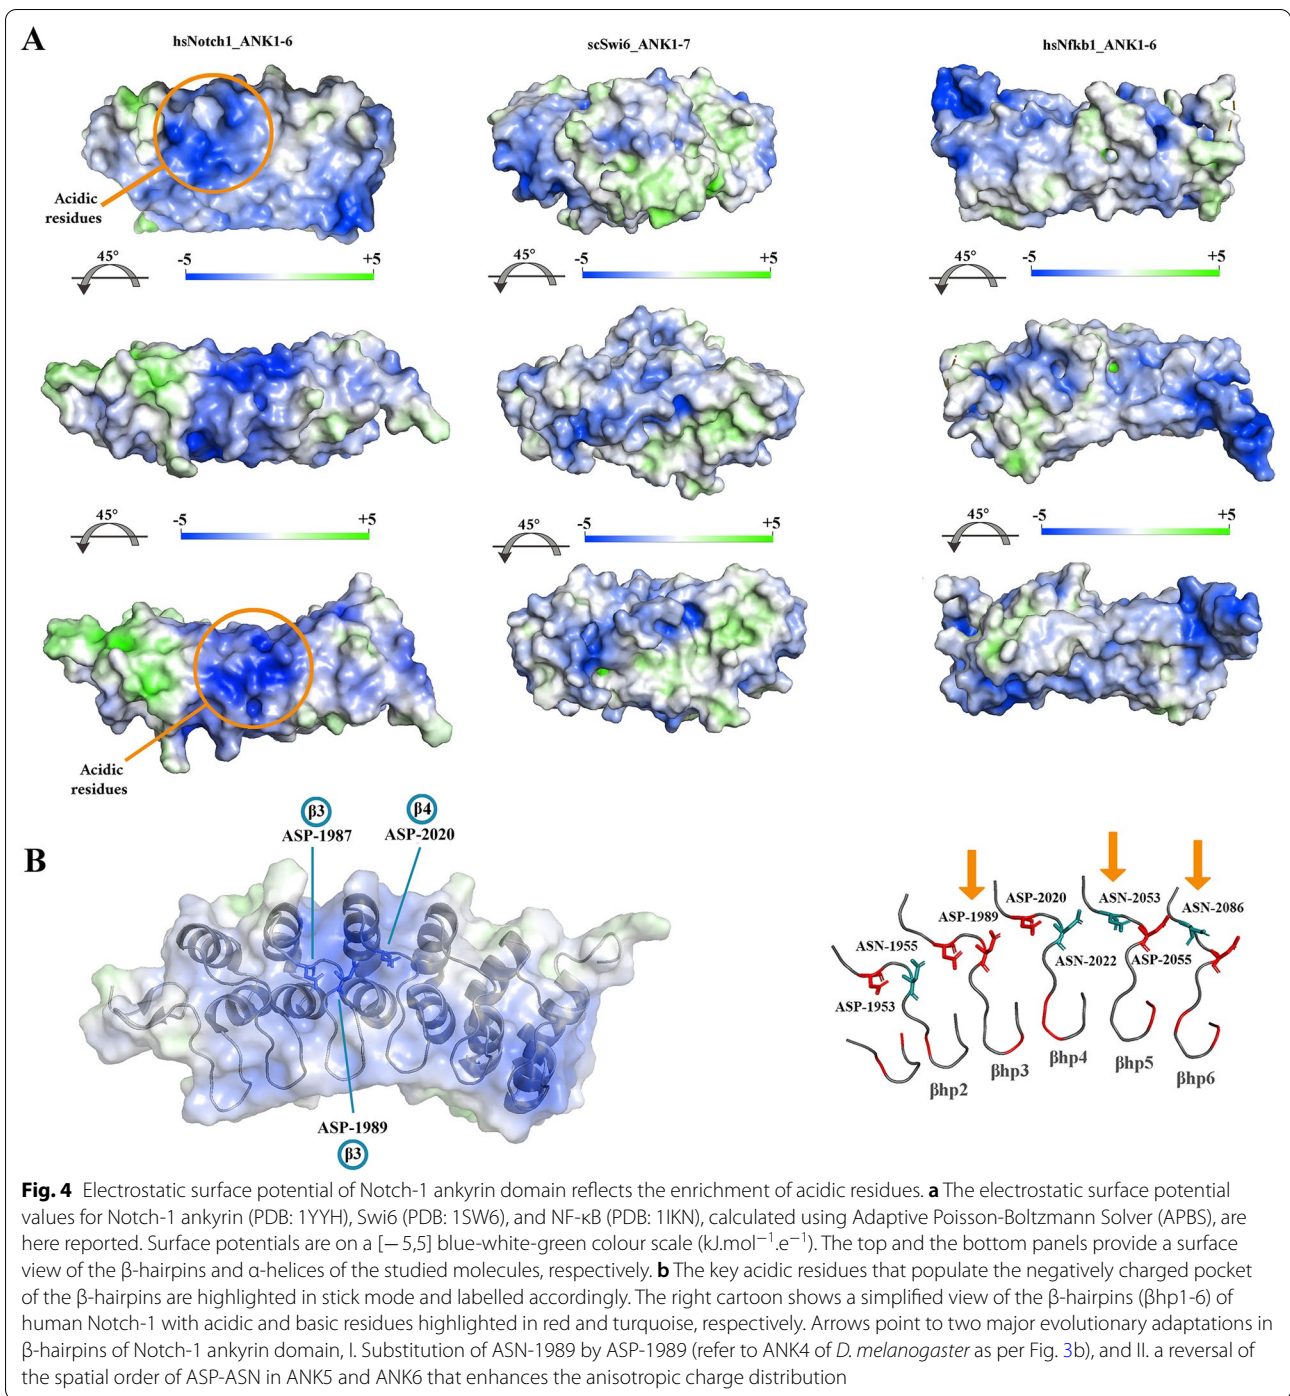 A
hsNotch1_ANK1-6
scSwi6_ANK1-7
hsNfkb1_ANK1-6
Acidic
residues
45°
-5
+5
45°
-5
+5
45°
-5
+5
45°
-5
+5
45°
-5
+5
45°
-5
+5
Acidic
residues
B
β3
ASP-1987
β4
ASP-2020
ASP-1989
β3
ASP-1989
ASP-2020
ASN-2053
ASN-2086
ASN-1955
ASN-2022
ASP-2055
ASP-1953
βhp2
βhp3
βhp4
βhp5
βhp6
Fig. 4 Electrostatic surface potential of Notch-1 ankyrin domain reflects the enrichment of acidic residues. a The electrostatic surface potential
values for Notch-1 ankyrin (PDB: 1YYH), Swi6 (PDB: 1SW6), and NF-κB (PDB: 1IKN), calculated using Adaptive Poisson-Boltzmann Solver (APBS), are
here reported. Surface potentials are on a [− 5,5] blue-white-green colour scale (kJ.mol⁻¹.e⁻¹). The top and the bottom panels provide a surface
view of the β-hairpins and α-helices of the studied molecules, respectively. b The key acidic residues that populate the negatively charged pocket
of the β-hairpins are highlighted in stick mode and labelled accordingly. The right cartoon shows a simplified view of the β-hairpins (βhp1-6) of
human Notch-1 with acidic and basic residues highlighted in red and turquoise, respectively. Arrows point to two major evolutionary adaptations in
β-hairpins of Notch-1 ankyrin domain, I. Substitution of ASN-1989 by ASP-1989 (refer to ANK4 of D. melanogaster as per Fig. 3b), and II. a reversal of
the spatial order of ASP-ASN in ANK5 and ANK6 that enhances the anisotropic charge distribution